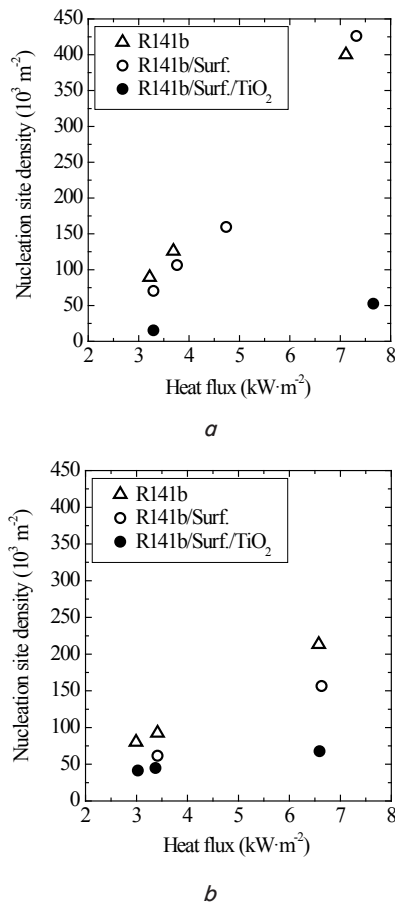 450
400
350
300
250
200
150
100
50
0
Nucleation site density (10³ m⁻²)
R141b
R141b/Surf.
R141b/Surf./TiO₂
2 3 4 5 6 7 8
Heat flux (kW·m⁻²)
a
450
400
350
300
250
200
150
100
50
0
Nucleation site density (10³ m⁻²)
R141b
R141b/Surf.
R141b/Surf./TiO₂
2 3 4 5 6 7 8
Heat flux (kW·m⁻²)
b